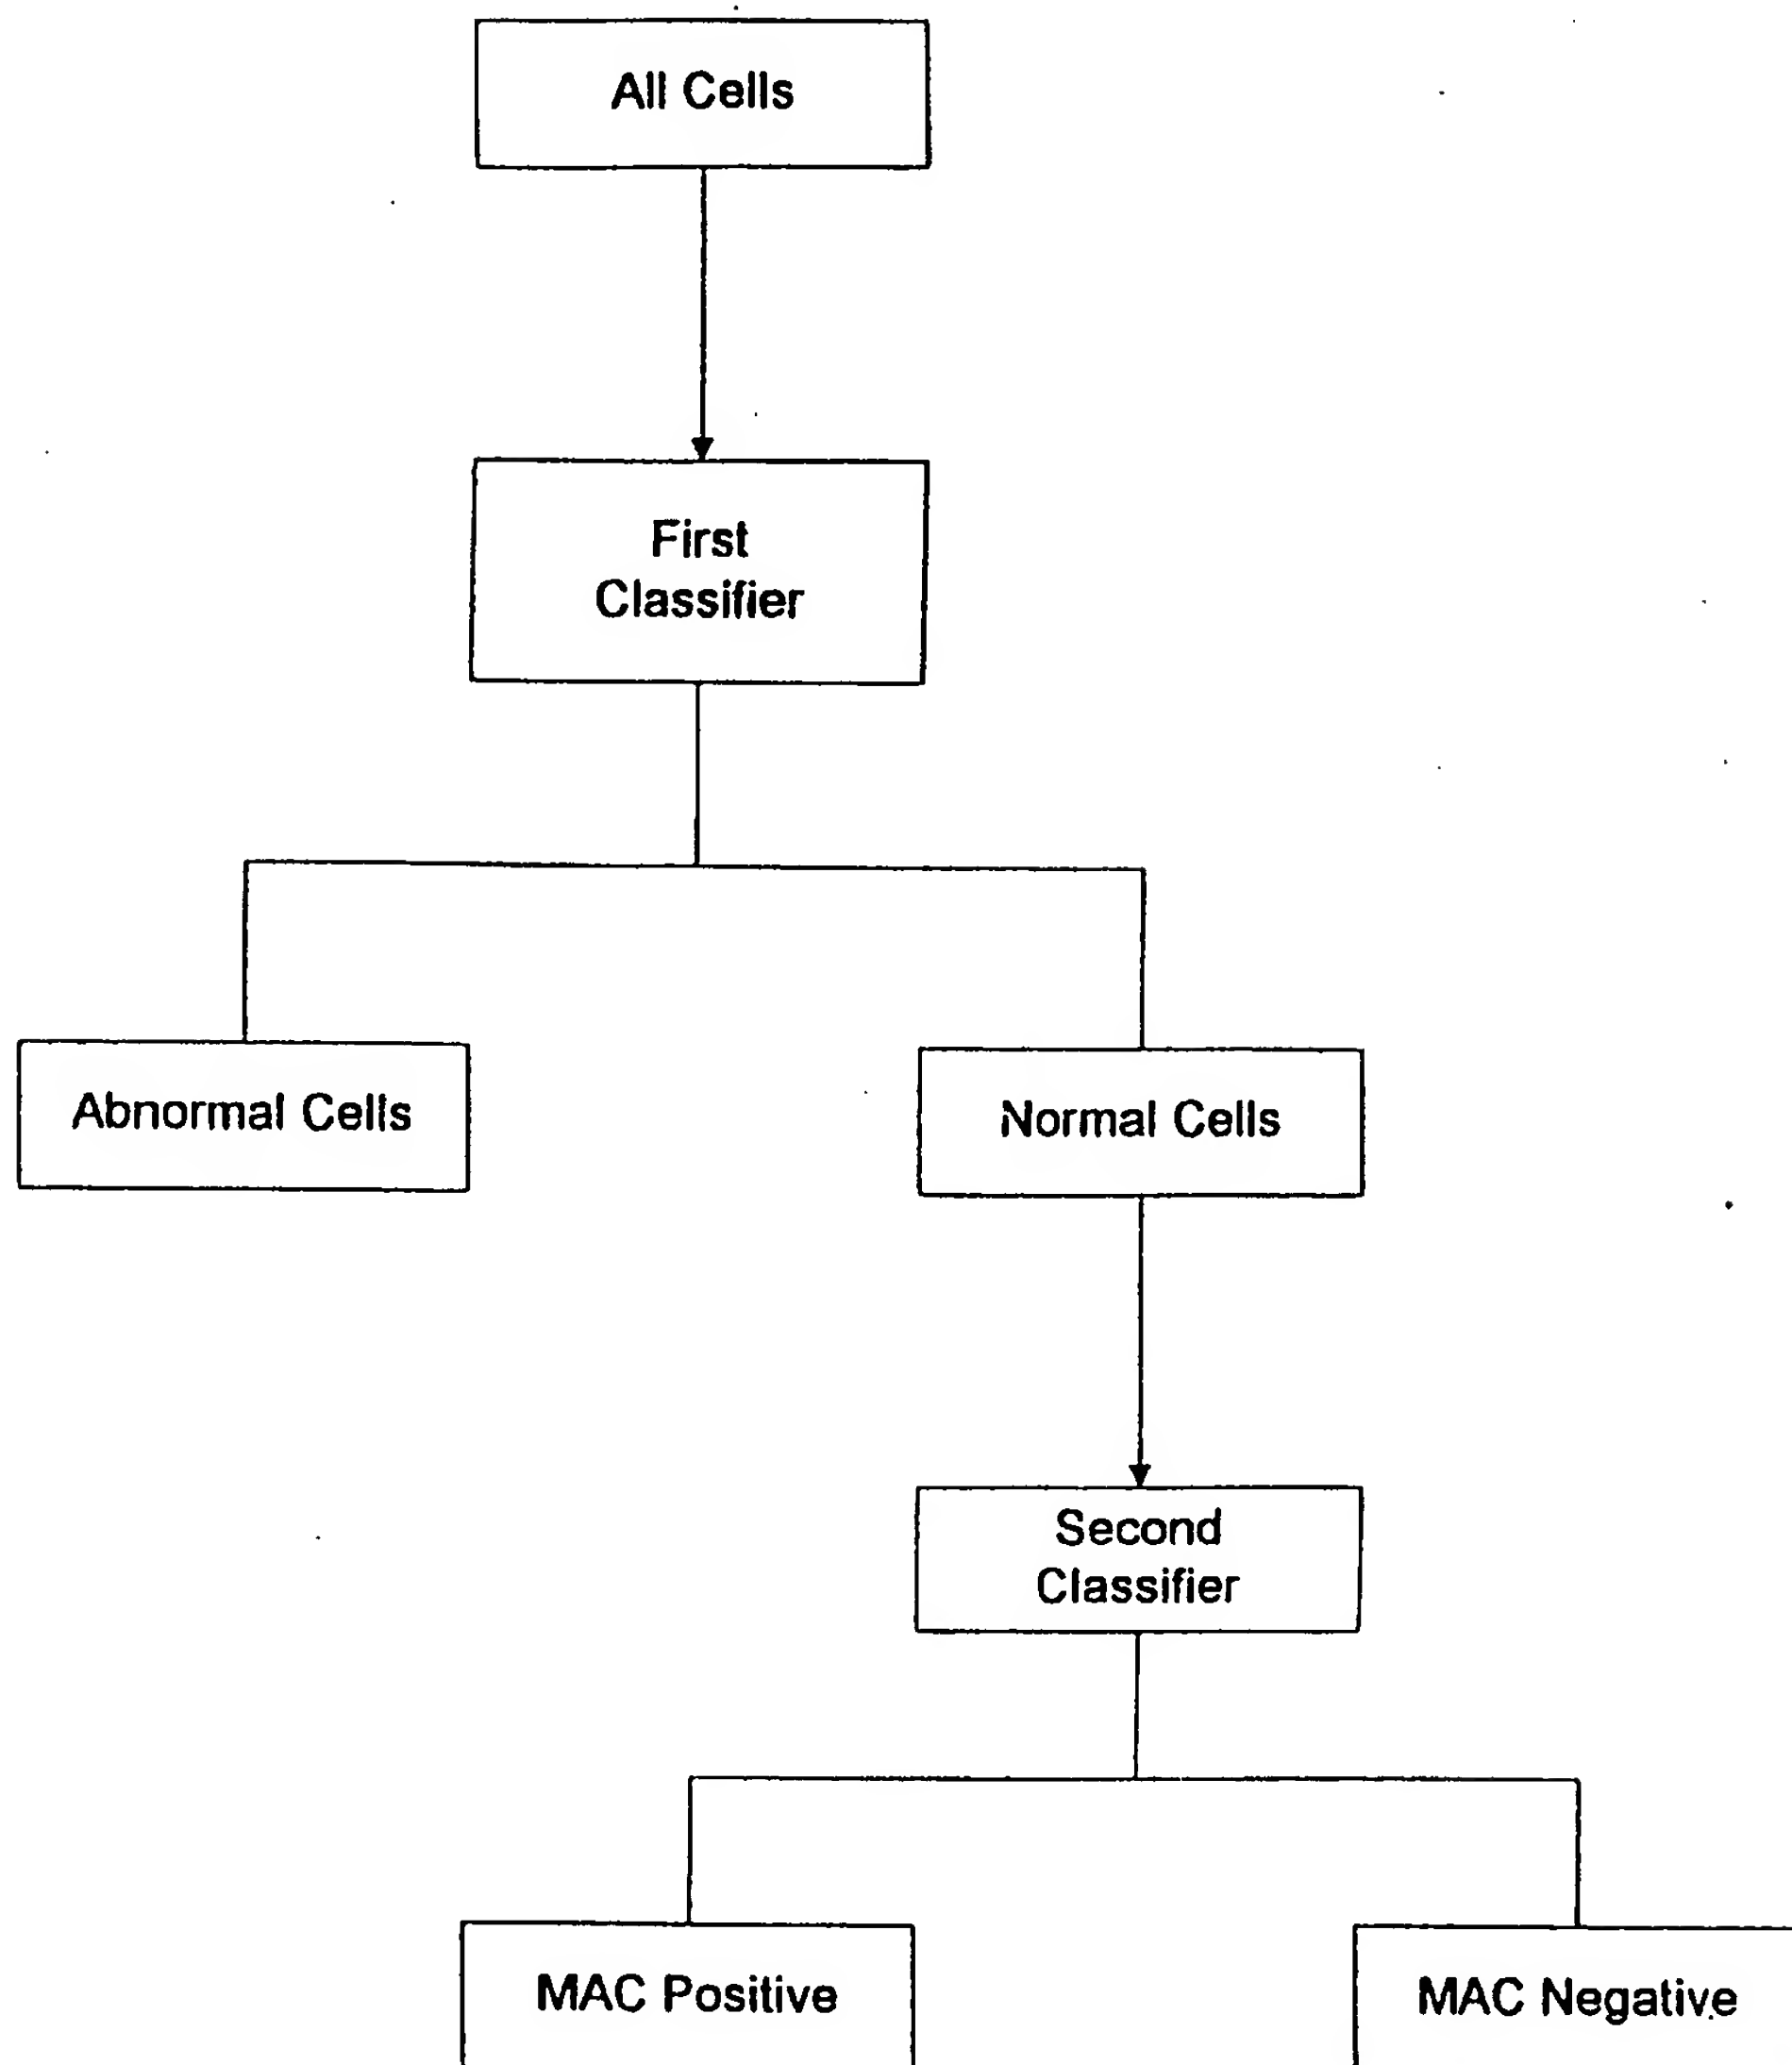 All Cells
First
Classifier
Abnormal Cells
Normal Cells
Second
Classifier
MAC Positive
MAC Negative